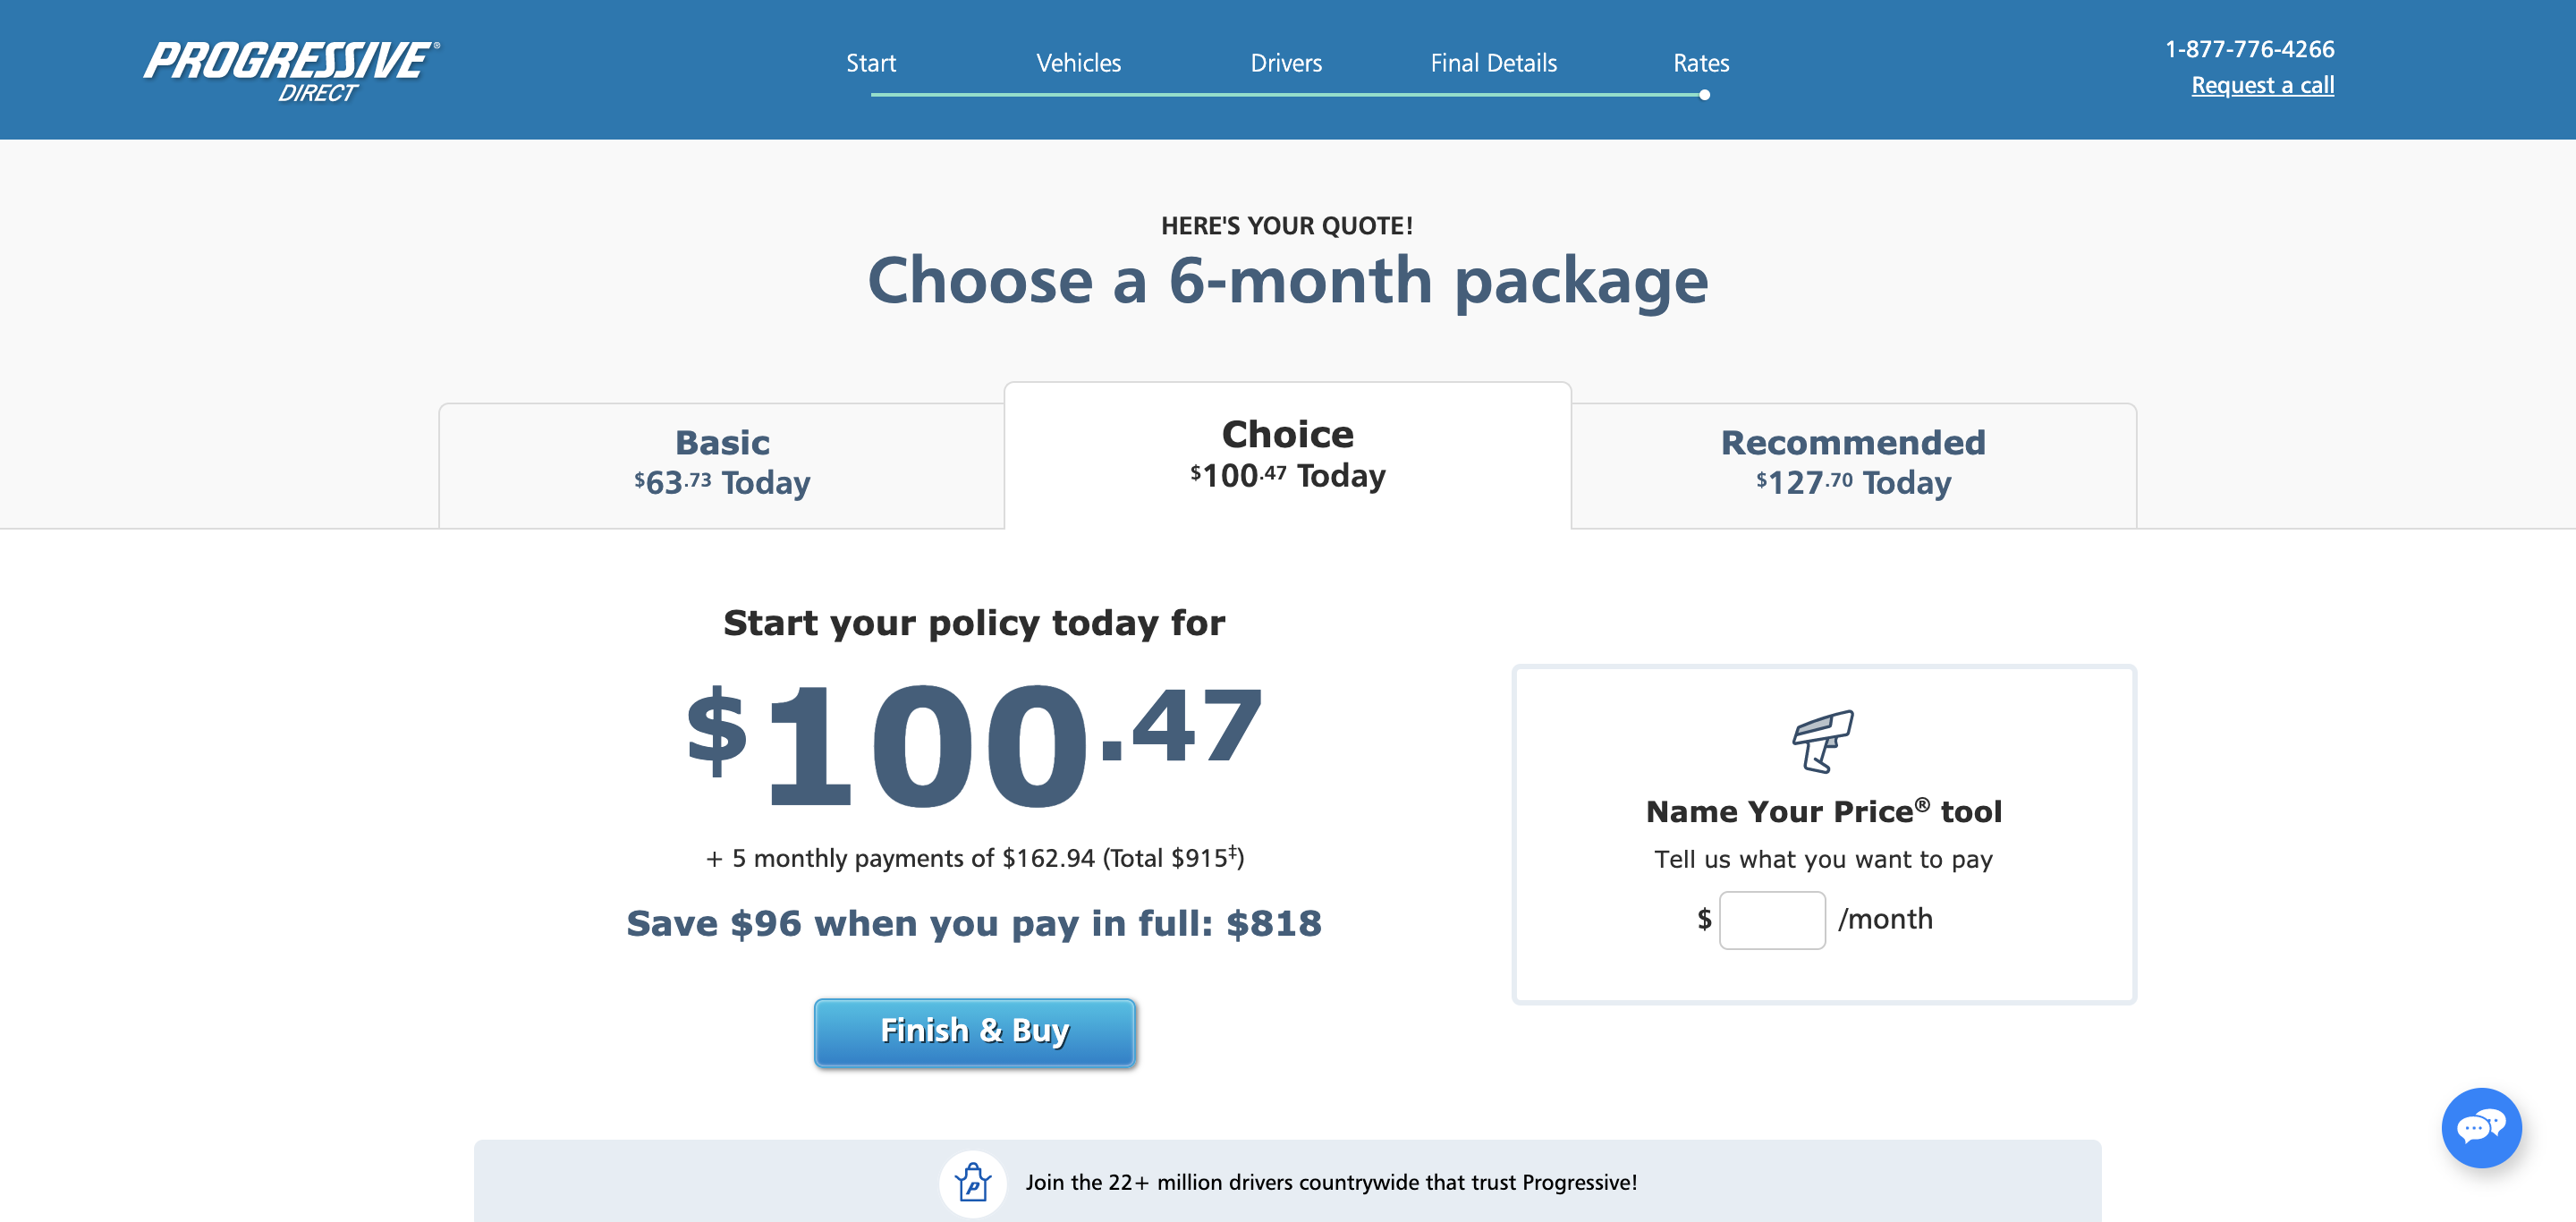 PROGRESSIVE®
DIRECT
Start
Vehicles
Drivers
Final Details
Rates
1-877-776-4266
Request a call
HERE'S YOUR QUOTE!
Choose a 6-month package
Basic
$63.73 Today
Choice
$100.47 Today
Recommended
$127.70 Today
Start your policy today for
$100.47
+ 5 monthly payments of $162.94 (Total $915‡)
Save $96 when you pay in full: $818
Finish & Buy
Name Your Price® tool
Tell us what you want to pay
$ /month
P
Join the 22+ million drivers countrywide that trust Progressive!